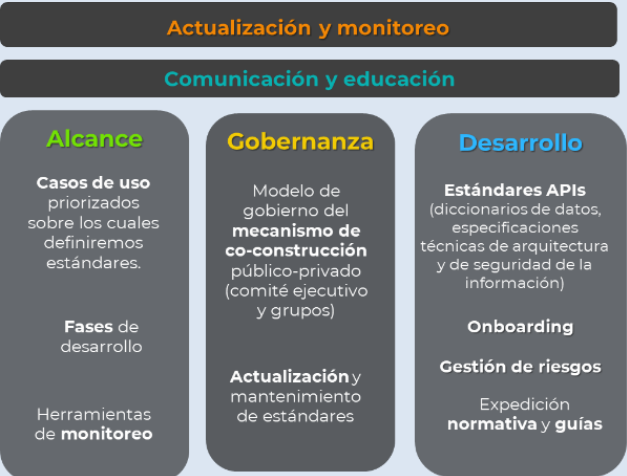 Actualización y monitoreo
Comunicación y educación
Alcance
Casos de uso
priorizados
sobre los cuales
definiremos
estándares.
Fases de
desarrollo
Herramientas
de monitoreo
Gobernanza
Modelo de
gobierno del
mecanismo de
co-construcción
público-privado
(comité ejecutivo
y grupos)
Actualización y
mantenimiento
de estándares
Desarrollo
Estándares APIs
(diccionarios de datos,
especificaciones
técnicas de arquitectura
y de seguridad de la
información)
Onboarding
Gestión de riesgos
Expedición
normativa y guías